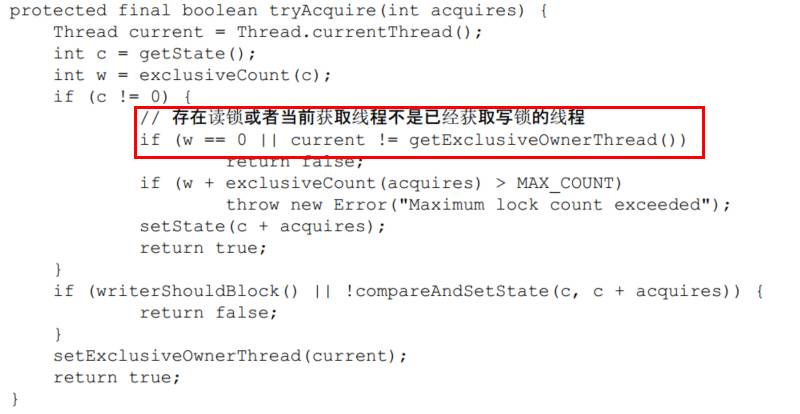 protected final boolean tryAcquire(int acquires) {
Thread current = Thread.currentThread();
int c = getState();
int w = exclusiveCount(c);
if (c != 0) {
// 存在读锁或者当前获取线程不是已经获取写锁的线程
if (w == 0 || current != getExclusiveOwnerThread())
return false;
if (w + exclusiveCount(acquires) > MAX_COUNT)
throw new Error("Maximum lock count exceeded");
setState(c + acquires);
return true;
}
if (writerShouldBlock() || !compareAndSetState(c, c + acquires)) {
return false;
}
setExclusiveOwnerThread(current);
return true;
}